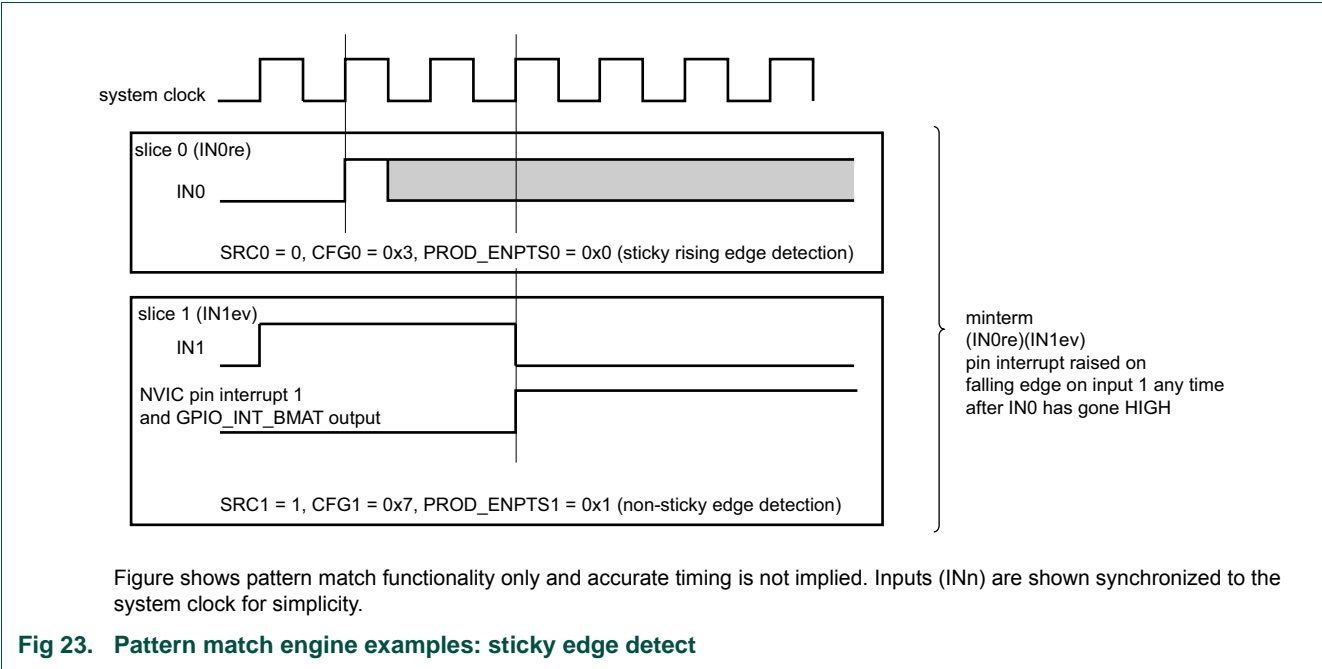 system clock
slice 0 (IN0re)
IN0
SRC0 = 0, CFG0 = 0x3, PROD_ENPTS0 = 0x0 (sticky rising edge detection)
slice 1 (IN1ev)
IN1
NVIC pin interrupt 1
and GPIO_INT_BMAT output
SRC1 = 1, CFG1 = 0x7, PROD_ENPTS1 = 0x1 (non-sticky edge detection)
minterm
(IN0re)(IN1ev)
pin interrupt raised on
falling edge on input 1 any time
after IN0 has gone HIGH
Figure shows pattern match functionality only and accurate timing is not implied. Inputs (INn) are shown synchronized to the
system clock for simplicity.
Fig 23. Pattern match engine examples: sticky edge detect